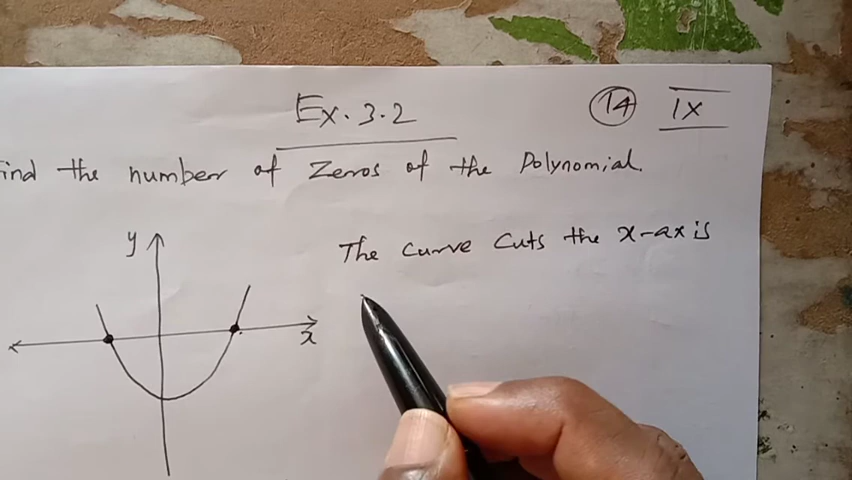 Ex. 3.2
14
IX
ind the number of Zeros of the Polynomial.
y
The curve cuts the x-axis
x